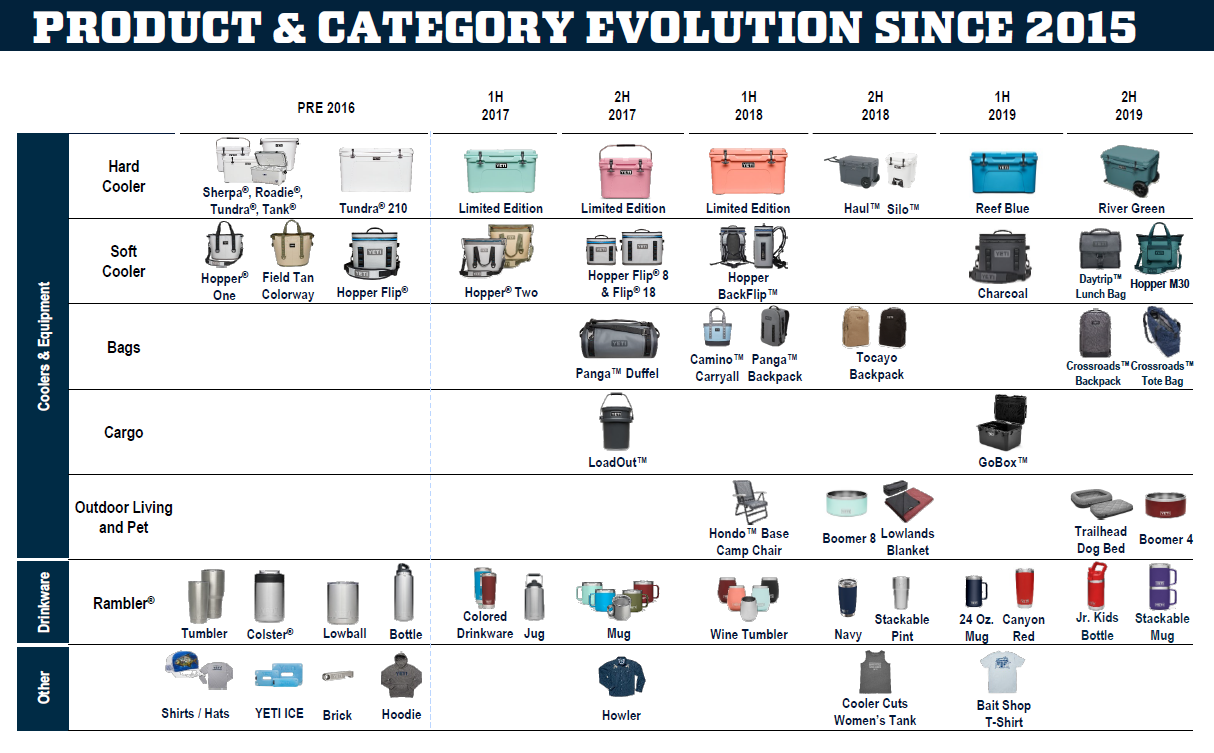 PRODUCT & CATEGORY EVOLUTION SINCE 2015
PRE 2016
1H
2017
2H
2017
1H
2018
2H
2018
1H
2019
2H
2019
Coolers & Equipment
Hard
Cooler
Sherpa®, Roadie®,
Tundra®, Tank®
Tundra® 210
Limited Edition
Limited Edition
Limited Edition
Haul™ Silo™
Reef Blue
River Green
Soft
Cooler
Hopper®
One
Field Tan
Colorway
Hopper Flip®
Hopper® Two
Hopper Flip® 8
& Flip® 18
Hopper
BackFlip™
Charcoal
Daytrip™
Lunch Bag
Hopper M30
Bags
Panga™ Duffel
Camino™
Carryall
Panga™
Backpack
Tocayo
Backpack
Crossroads™
Backpack
Crossroads™
Tote Bag
Cargo
LoadOut™
GoBox™
Outdoor Living
and Pet
Hondo™ Base
Camp Chair
Boomer 8
Lowlands
Blanket
Trailhead
Dog Bed
Boomer 4
Drinkware
Rambler®
Tumbler
Colster®
Lowball
Bottle
Colored
Drinkware
Jug
Mug
Wine Tumbler
Navy
Stackable
Pint
24 Oz.
Mug
Canyon
Red
Jr. Kids
Bottle
Stackable
Mug
Other
Shirts / Hats
YETI ICE
Brick
Hoodie
Howler
Cooler Cuts
Women's Tank
Bait Shop
T-Shirt